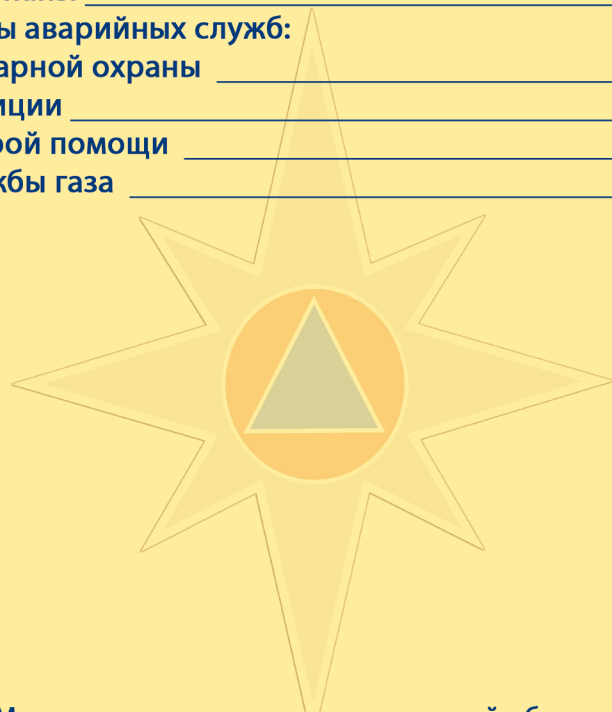 ы аварийных служб:
арной охраны
иции
рой помощи
жбы газа